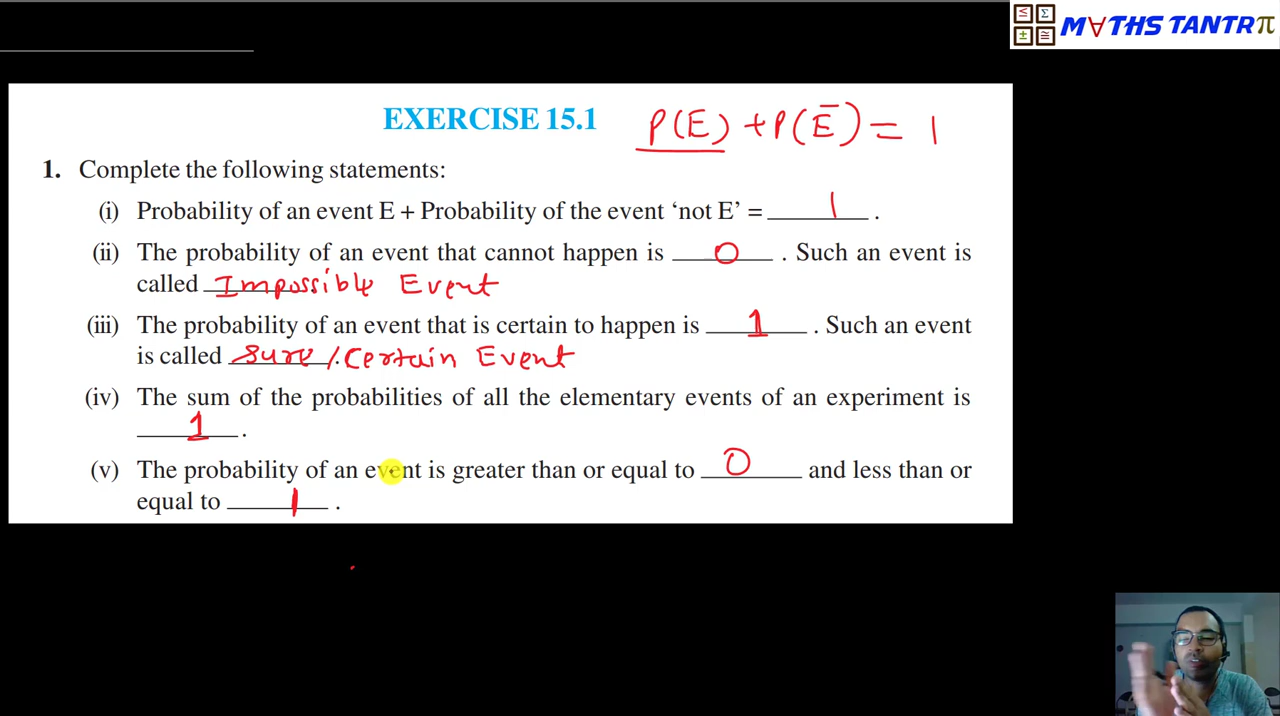 ≤ Σ ± ≅ M∀THS TANTRπ
EXERCISE 15.1 P(E) + P(E̅) = 1
1. Complete the following statements:
(i) Probability of an event E + Probability of the event ‘not E’ = 1 .
(ii) The probability of an event that cannot happen is 0 . Such an event is
called Impossible Event
(iii) The probability of an event that is certain to happen is 1 . Such an event
is called Sure/Certain Event .
(iv) The sum of the probabilities of all the elementary events of an experiment is
1 .
(v) The probability of an event is greater than or equal to 0 and less than or
equal to 1 .